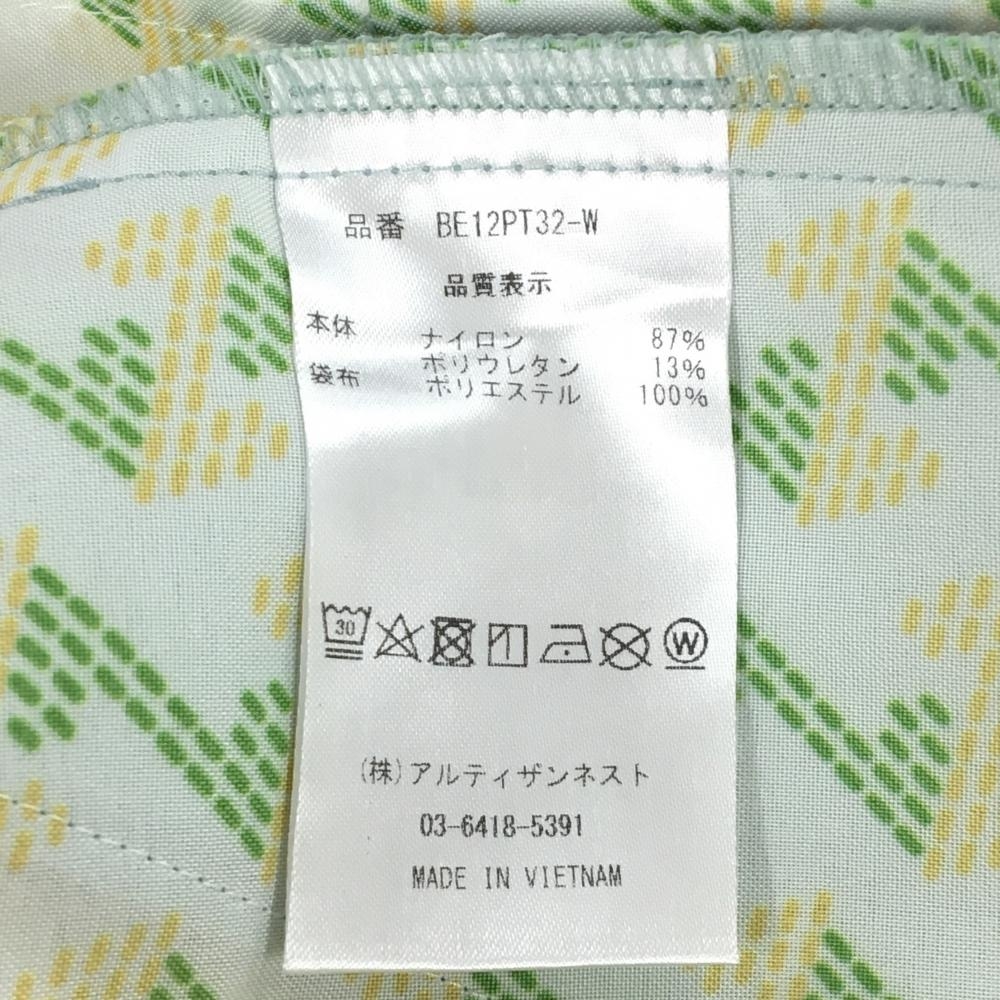 品番 BE12PT32-W
品質表示
本体 ナイロン 87%
ポリウレタン 13%
袋布 ポリエステル 100%
30 W
(株)アルティザンネスト
03-6418-5391
MADE IN VIETNAM